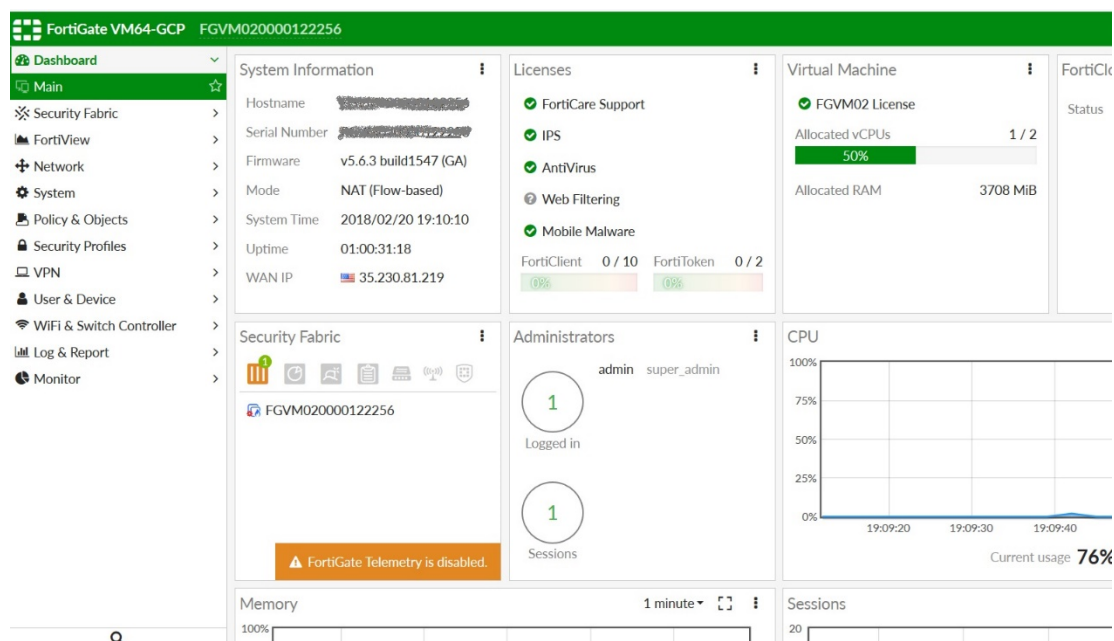 FortiGate VM64-GCP FGVM020000122256
Dashboard
Main
Security Fabric
FortiView
Network
System
Policy & Objects
Security Profiles
VPN
User & Device
WiFi & Switch Controller
Log & Report
Monitor
System Information
Hostname
Serial Number
Firmware v5.6.3 build1547 (GA)
Mode NAT (Flow-based)
System Time 2018/02/20 19:10:10
Uptime 01:00:31:18
WAN IP 35.230.81.219
Licenses
FortiCare Support
IPS
AntiVirus
Web Filtering
Mobile Malware
FortiClient 0 / 10 FortiToken 0 / 2
0% 0%
Virtual Machine
FGVM02 License
Allocated vCPUs 1 / 2
50%
Allocated RAM 3708 MiB
FortiClo
Status
Security Fabric
1
FGVM020000122256
FortiGate Telemetry is disabled.
Administrators
admin super_admin
1
Logged in
1
Sessions
CPU
100%
75%
50%
25%
0%
19:09:20 19:09:30 19:09:40
Current usage 76%
Memory 1 minute
100%
Sessions
20